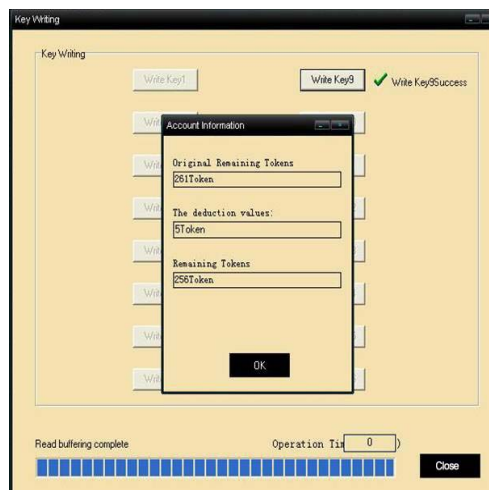 Key Writing
Key Writing
Write Key1
Write Key9
Write Key9Success
Account Information
Original Remaining Tokens
261Token
The deduction values:
5Token
Remaining Tokens
256Token
OK
Read buffering complete
Operation Ti
0
)
Close